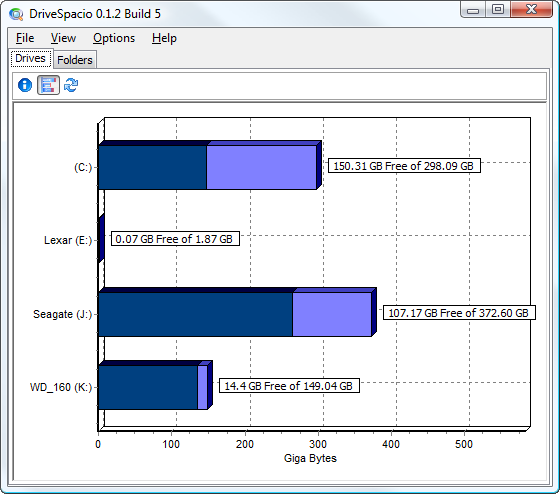 DriveSpacio 0.1.2 Build 5
File View Options Help
Drives Folders
(C:) 150.31 GB Free of 298.09 GB
Lexar (E:) 0.07 GB Free of 1.87 GB
Seagate (J:) 107.17 GB Free of 372.60 GB
WD_160 (K:) 14.4 GB Free of 149.04 GB
0 100 200 300 400 500
Giga Bytes